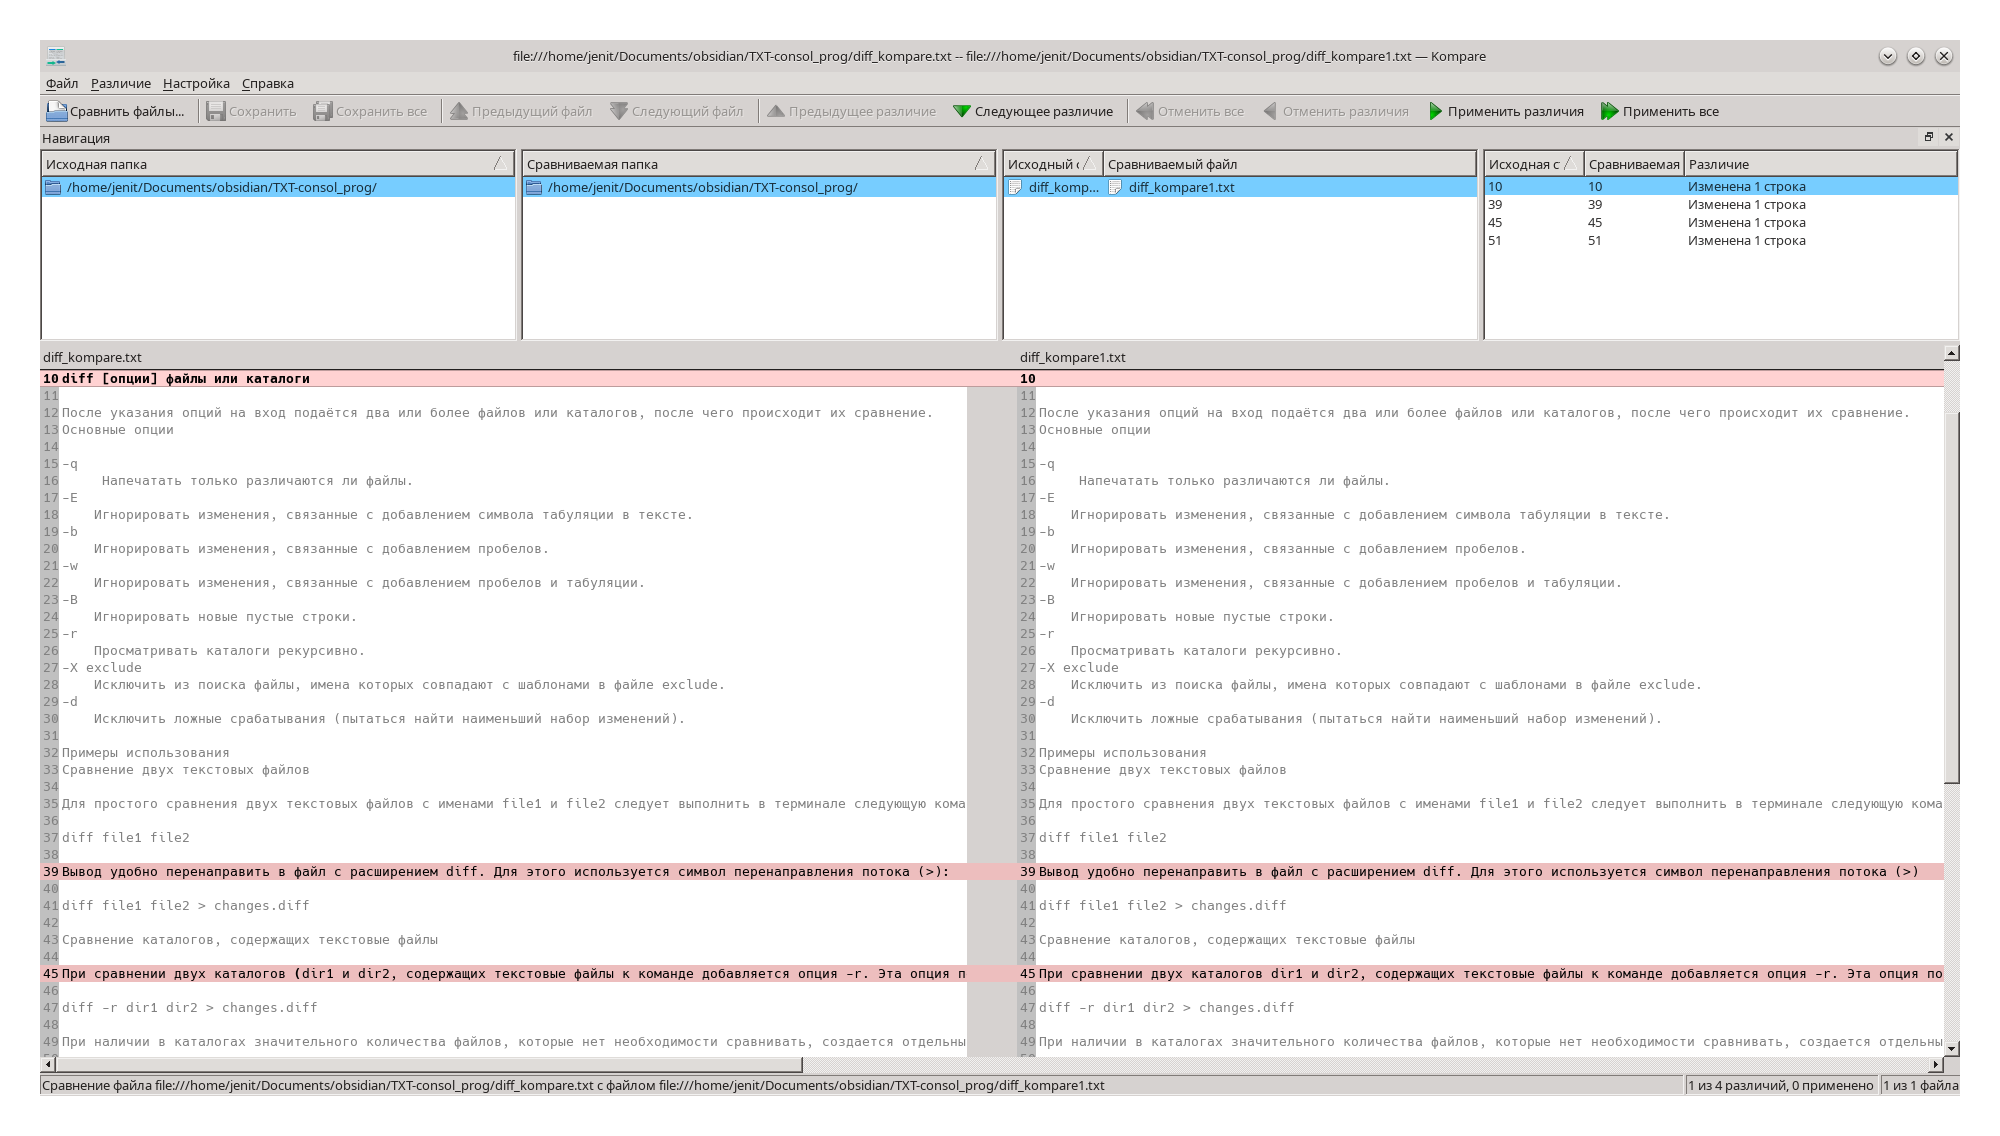 file:///home/jenit/Documents/obsidian/TXT-consol_prog/diff_kompare.txt -- file:///home/jenit/Documents/obsidian/TXT-consol_prog/diff_kompare1.txt — Kompare
Файл Различие Настройка Справка
Сравнить файлы... Сохранить Сохранить все Предыдущий файл Следующий файл Предыдущее различие Следующее различие Отменить все Отменить различия Применить различия Применить все
Навигация
Исходная папка Сравниваемая папка Исходный Сравниваемый файл Исходная с Сравниваемая Различие
/home/jenit/Documents/obsidian/TXT-consol_prog/ /home/jenit/Documents/obsidian/TXT-consol_prog/ diff_komp... diff_kompare1.txt 10 10 Изменена 1 строка
39 39 Изменена 1 строка
45 45 Изменена 1 строка
51 51 Изменена 1 строка
diff_kompare.txt
10 diff [опции] файлы или каталоги
11
12 После указания опций на вход подаётся два или более файлов или каталогов, после чего происходит их сравнение.
13 Основные опции
14
15 -q
16 Напечатать только различаются ли файлы.
17 -E
18 Игнорировать изменения, связанные с добавлением символа табуляции в тексте.
19 -b
20 Игнорировать изменения, связанные с добавлением пробелов.
21 -w
22 Игнорировать изменения, связанные с добавлением пробелов и табуляции.
23 -B
24 Игнорировать новые пустые строки.
25 -r
26 Просматривать каталоги рекурсивно.
27 -X exclude
28 Исключить из поиска файлы, имена которых совпадают с шаблонами в файле exclude.
29 -d
30 Исключить ложные срабатывания (пытаться найти наименьший набор изменений).
31
32 Примеры использования
33 Сравнение двух текстовых файлов
34
35 Для простого сравнения двух текстовых файлов с именами file1 и file2 следует выполнить в терминале следующую кома
36
37 diff file1 file2
38
39 Вывод удобно перенаправить в файл с расширением diff. Для этого используется символ перенаправления потока (>):
40
41 diff file1 file2 > changes.diff
42
43 Сравнение каталогов, содержащих текстовые файлы
44
45 При сравнении двух каталогов (dir1 и dir2, содержащих текстовые файлы к команде добавляется опция -r. Эта опция п
46
47 diff -r dir1 dir2 > changes.diff
48
49 При наличии в каталогах значительного количества файлов, которые нет необходимости сравнивать, создается отдельны
diff_kompare1.txt
10
11
12 После указания опций на вход подаётся два или более файлов или каталогов, после чего происходит их сравнение.
13 Основные опции
14
15 -q
16 Напечатать только различаются ли файлы.
17 -E
18 Игнорировать изменения, связанные с добавлением символа табуляции в тексте.
19 -b
20 Игнорировать изменения, связанные с добавлением пробелов.
21 -w
22 Игнорировать изменения, связанные с добавлением пробелов и табуляции.
23 -B
24 Игнорировать новые пустые строки.
25 -r
26 Просматривать каталоги рекурсивно.
27 -X exclude
28 Исключить из поиска файлы, имена которых совпадают с шаблонами в файле exclude.
29 -d
30 Исключить ложные срабатывания (пытаться найти наименьший набор изменений).
31
32 Примеры использования
33 Сравнение двух текстовых файлов
34
35 Для простого сравнения двух текстовых файлов с именами file1 и file2 следует выполнить в терминале следующую кома
36
37 diff file1 file2
38
39 Вывод удобно перенаправить в файл с расширением diff. Для этого используется символ перенаправления потока (>)
40
41 diff file1 file2 > changes.diff
42
43 Сравнение каталогов, содержащих текстовые файлы
44
45 При сравнении двух каталогов dir1 и dir2, содержащих текстовые файлы к команде добавляется опция -r. Эта опция по
46
47 diff -r dir1 dir2 > changes.diff
48
49 При наличии в каталогах значительного количества файлов, которые нет необходимости сравнивать, создается отдельны
Сравнение файла file:///home/jenit/Documents/obsidian/TXT-consol_prog/diff_kompare.txt с файлом file:///home/jenit/Documents/obsidian/TXT-consol_prog/diff_kompare1.txt 1 из 4 различий, 0 применено 1 из 1 файла